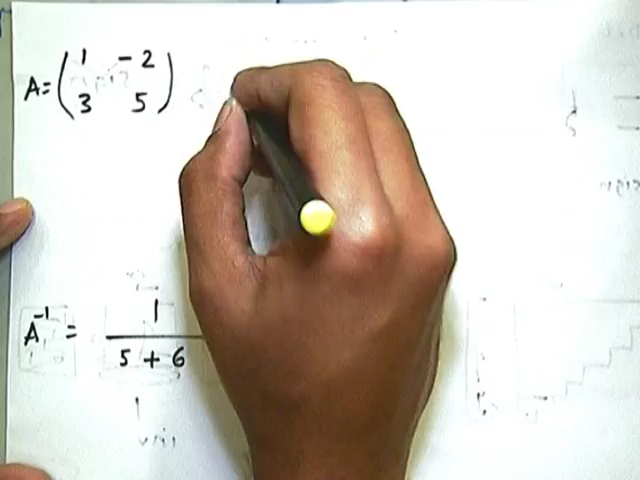 A = ( 1 -2
3 5 )
A⁻¹ = 1
5 + 6